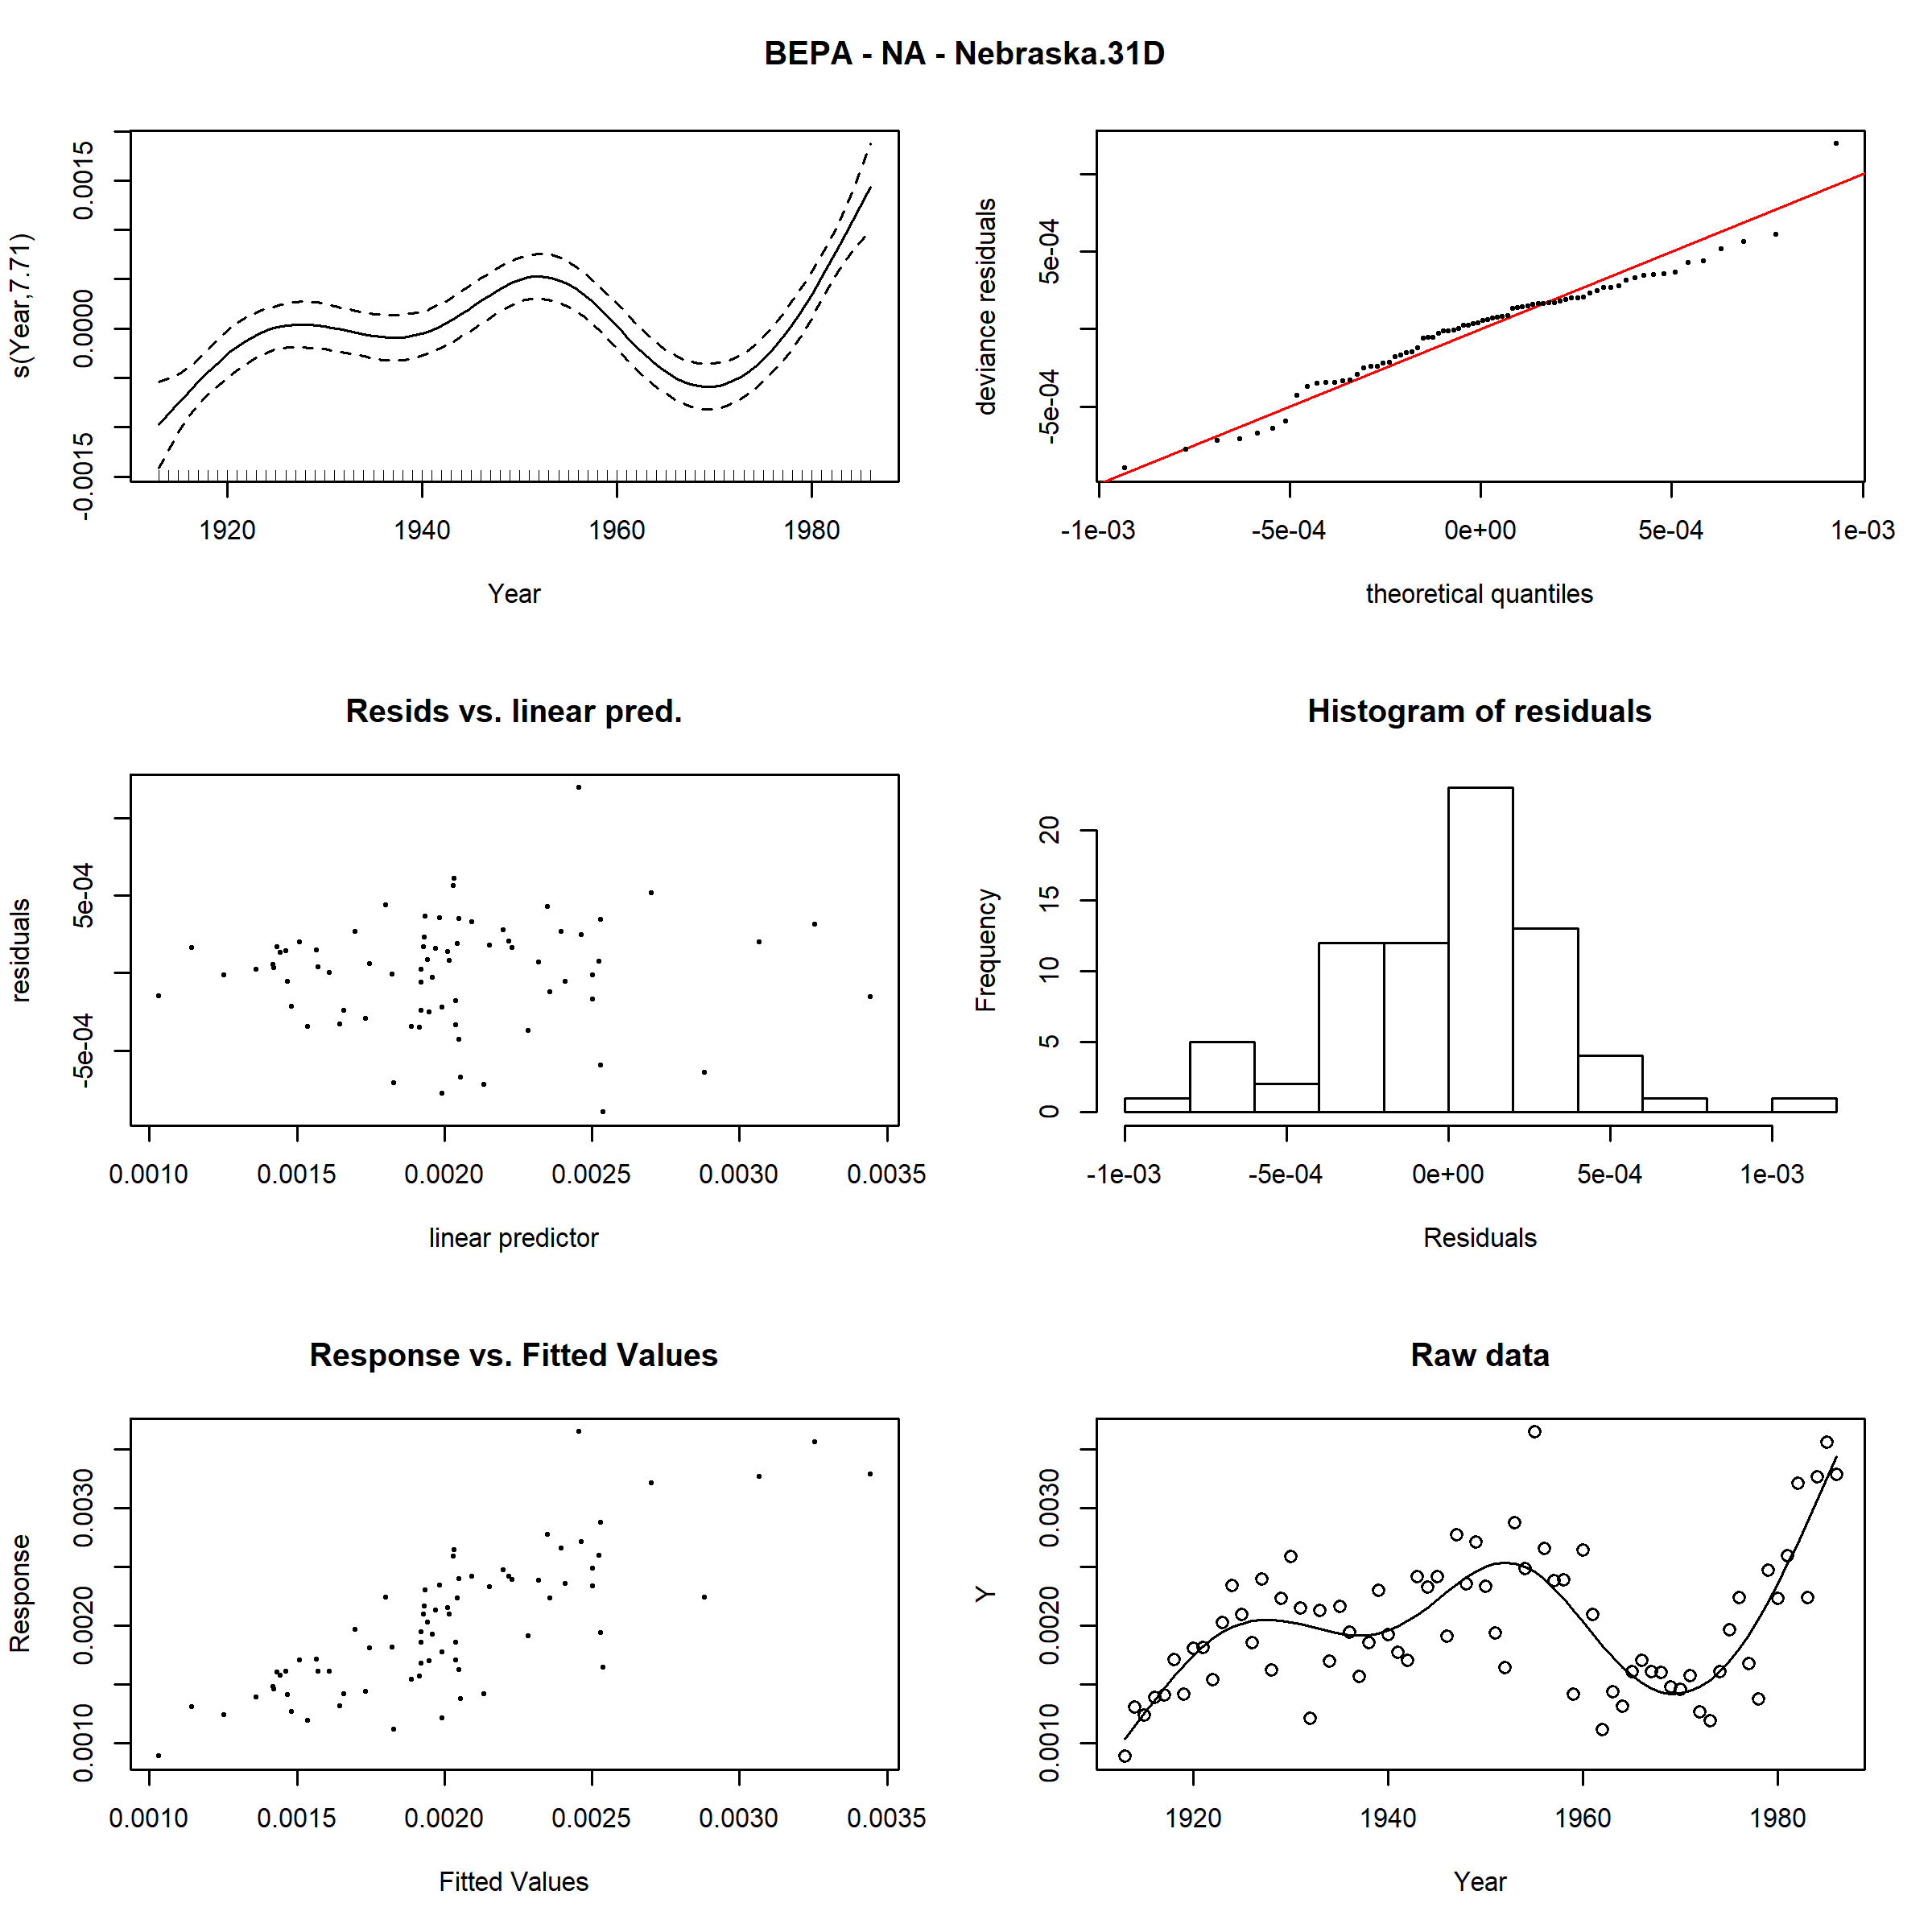 BEPA - NA - Nebraska.31D
s(Year,7.71)
-0.0015 0.0000 0.0015
1920 1940 1960 1980
Year
deviance residuals
-5e-04 5e-04
-1e-03 -5e-04 0e+00 5e-04 1e-03
theoretical quantiles
Resids vs. linear pred.
residuals
-5e-04 5e-04
0.0010 0.0015 0.0020 0.0025 0.0030 0.0035
linear predictor
Histogram of residuals
Frequency
0 5 10 15 20
-1e-03 -5e-04 0e+00 5e-04 1e-03
Residuals
Response vs. Fitted Values
Response
0.0010 0.0020 0.0030
0.0010 0.0015 0.0020 0.0025 0.0030 0.0035
Fitted Values
Raw data
Y
0.0010 0.0020 0.0030
1920 1940 1960 1980
Year